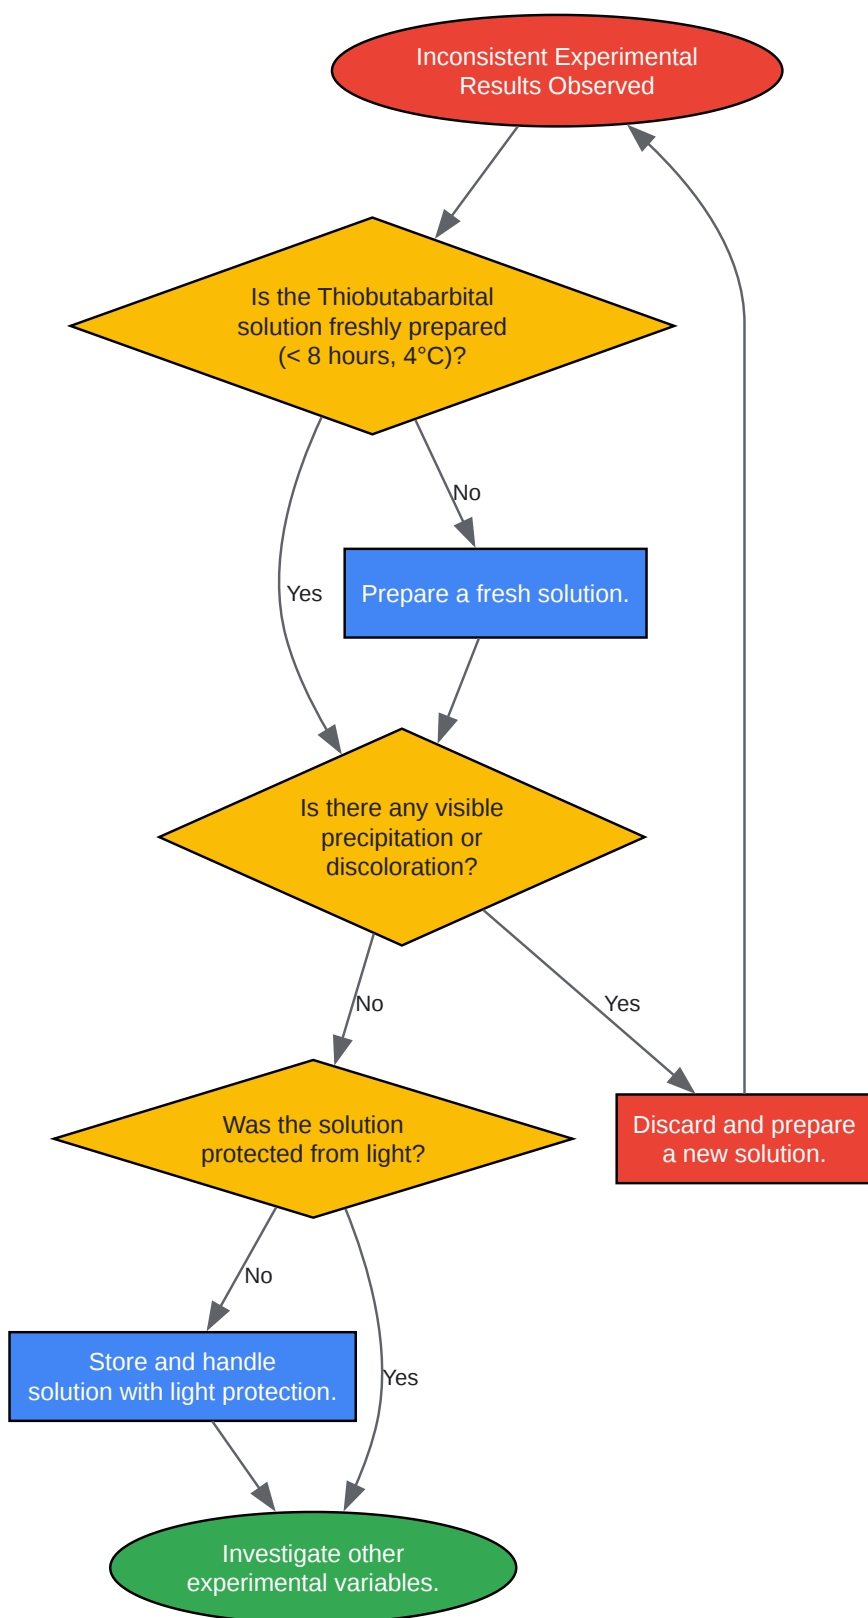 Inconsistent Experimental
Results Observed
Is the Thiobutabarbital
solution freshly prepared
(< 8 hours, 4°C)?
No
Yes
Prepare a fresh solution.
Is there any visible
precipitation or
discoloration?
No
Yes
Was the solution
protected from light?
Discard and prepare
a new solution.
No
Yes
Store and handle
solution with light protection.
Investigate other
experimental variables.